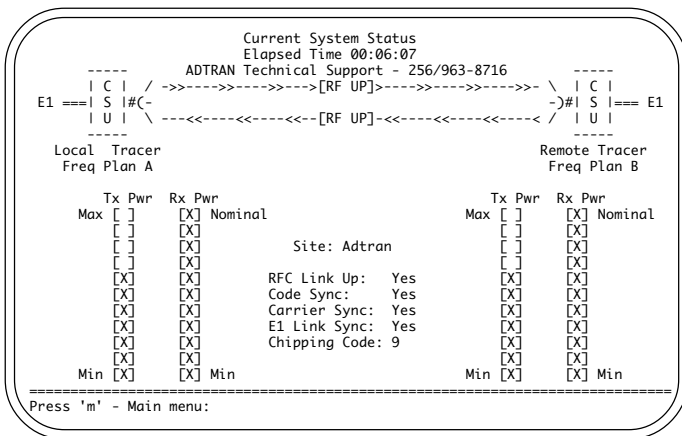 Current System Status
                          Elapsed Time 00:06:07
       -----       ADTRAN Technical Support - 256/963-8716        -----
       | C |  / ->>---->>---->>---->[RF UP]>---->>---->>---->>- \  | C |
 E1 ===| S |#(-                                                 -)#| S |=== E1
       | U |  \ ---<<----<<----<<--[RF UP]-<<----<<----<<----< /  | U |
       -----                                                      -----
   Local  Tracer                                              Remote Tracer
    Freq Plan A                                                Freq Plan B

         Tx Pwr  Rx Pwr                                  Tx Pwr  Rx Pwr
      Max [ ]     [X] Nominal                         Max [ ]     [X] Nominal
          [ ]     [X]                                     [ ]     [X]
          [ ]     [X]           Site: Adtran              [ ]     [X]
          [ ]     [X]                                     [ ]     [X]
          [X]     [X]        RFC Link Up:   Yes           [X]     [X]
          [X]     [X]        Code Sync:     Yes           [X]     [X]
          [X]     [X]        Carrier Sync:  Yes           [X]     [X]
          [X]     [X]        E1 Link Sync:  Yes           [X]     [X]
          [X]     [X]        Chipping Code: 9             [X]     [X]
          [X]     [X]                                     [X]     [X]
      Min [X]     [X] Min                             Min [X]     [X] Min
==============================================================================
Press 'm' - Main menu: